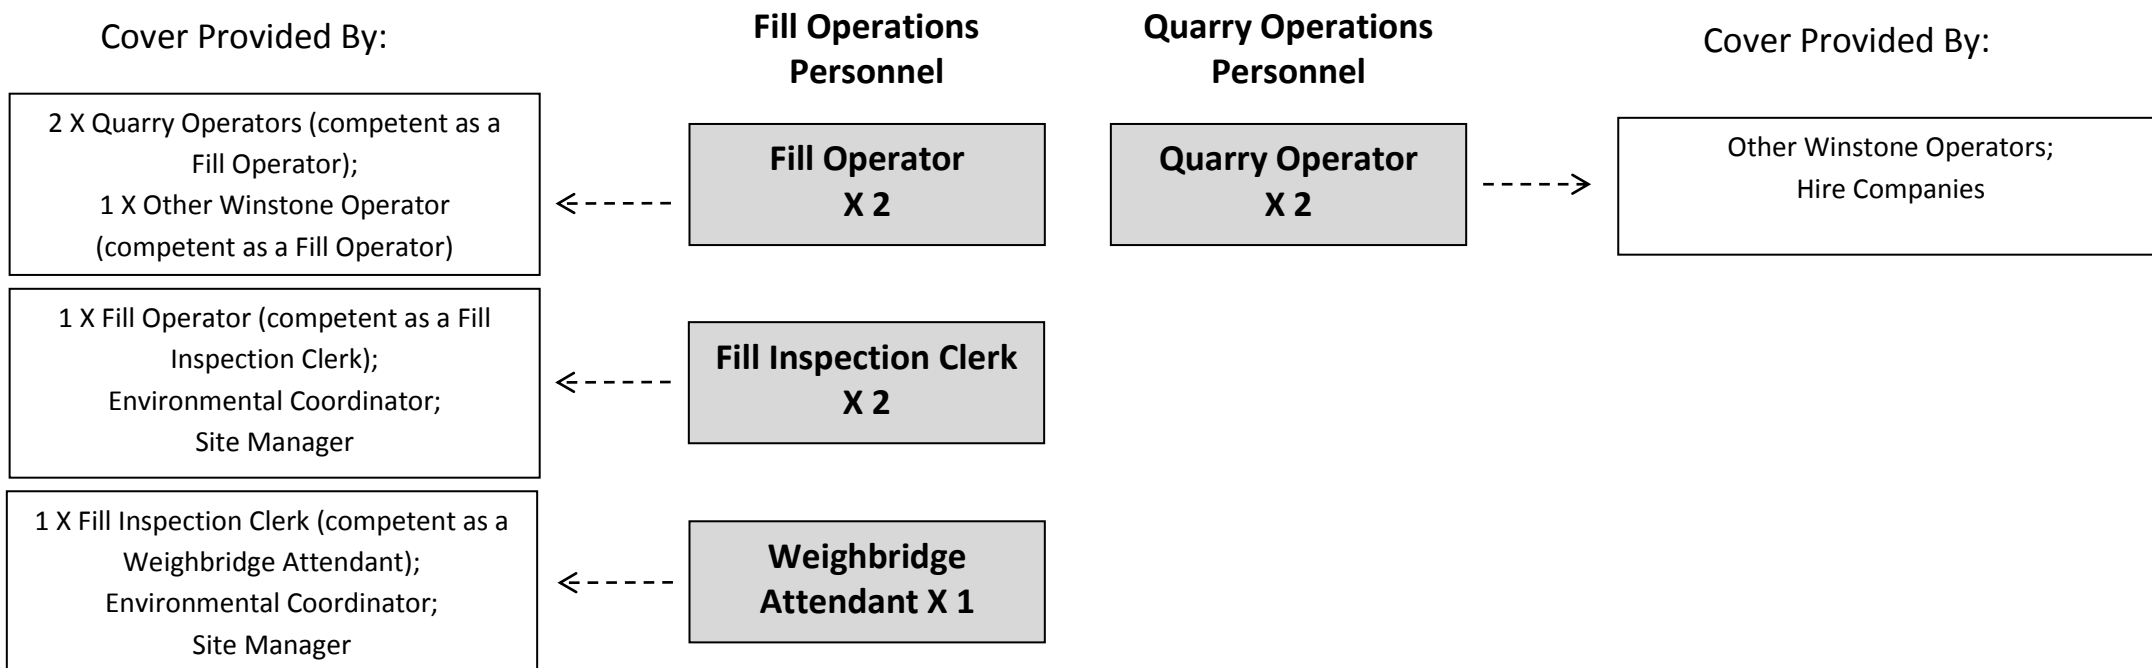 Cover Provided By:
Fill Operations
Personnel
Quarry Operations
Personnel
Cover Provided By:
2 X Quarry Operators (competent as a
Fill Operator);
1 X Other Winstone Operator
(competent as a Fill Operator)
Fill Operator
X 2
Quarry Operator
X 2
Other Winstone Operators;
Hire Companies
1 X Fill Operator (competent as a Fill
Inspection Clerk);
Environmental Coordinator;
Site Manager
Fill Inspection Clerk
X 2
1 X Fill Inspection Clerk (competent as a
Weighbridge Attendant);
Environmental Coordinator;
Site Manager
Weighbridge
Attendant X 1